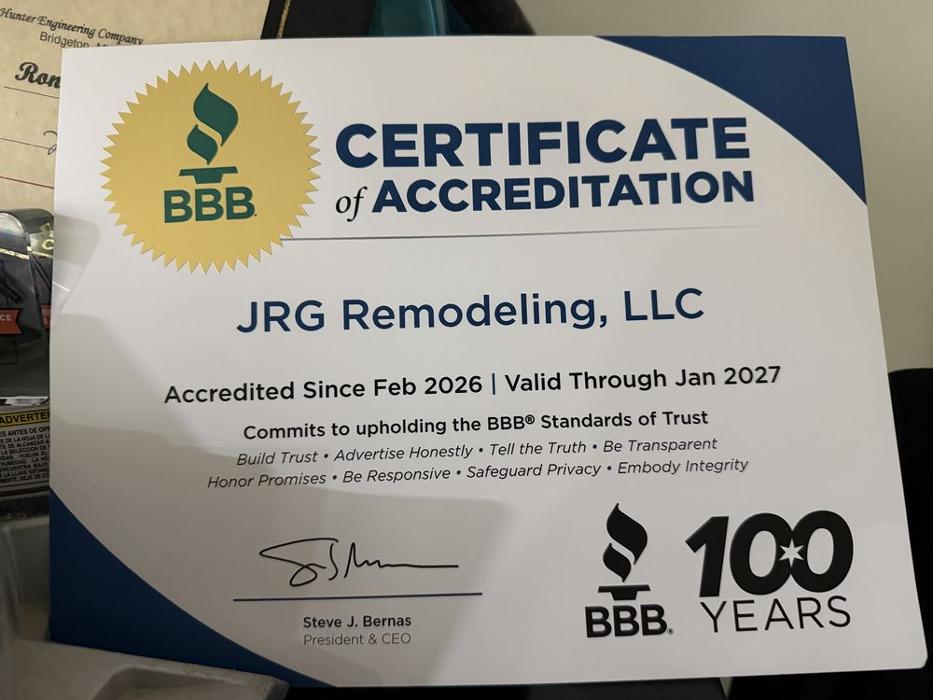 Hunter Engineering Company
Bridgeton,
Ron
BBB.
CERTIFICATE
of ACCREDITATION
JRG Remodeling, LLC
Accredited Since Feb 2026 | Valid Through Jan 2027
Commits to upholding the BBB® Standards of Trust
Build Trust • Advertise Honestly • Tell the Truth • Be Transparent
Honor Promises • Be Responsive • Safeguard Privacy • Embody Integrity
Steve J. Bernas
President & CEO
BBB®
100
YEARS